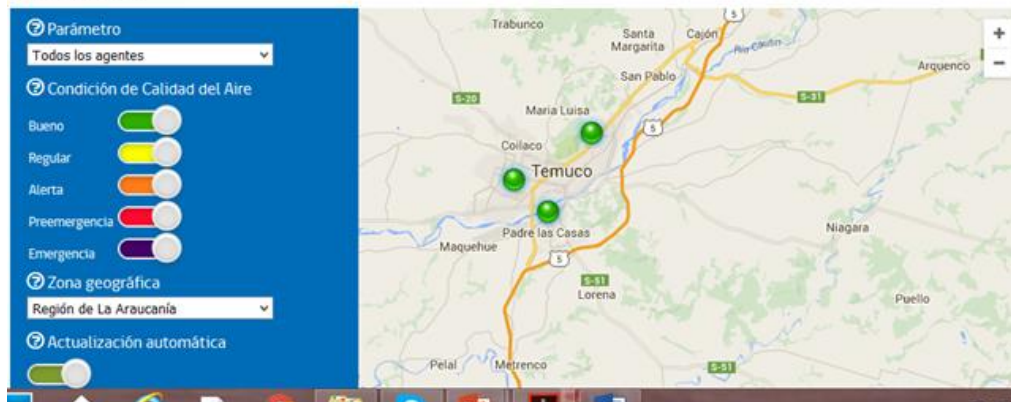 Parámetro
Todos los agentes
Condición de Calidad del Aire
Bueno
Regular
Alerta
Preemergencia
Emergencia
Zona geográfica
Región de La Araucanía
Actualización automática
5
Trabunco
Santa
Margarita
Cajón
Rio Cautín
+
-
Arquenco
San Pablo
S-20
S-31
Maria Luisa
5
Coilaco
Temuco
Padre las Casas
Niagara
Maquehue
5
S-51
Lorena
Puello
Pelal
Metrenco
S-51